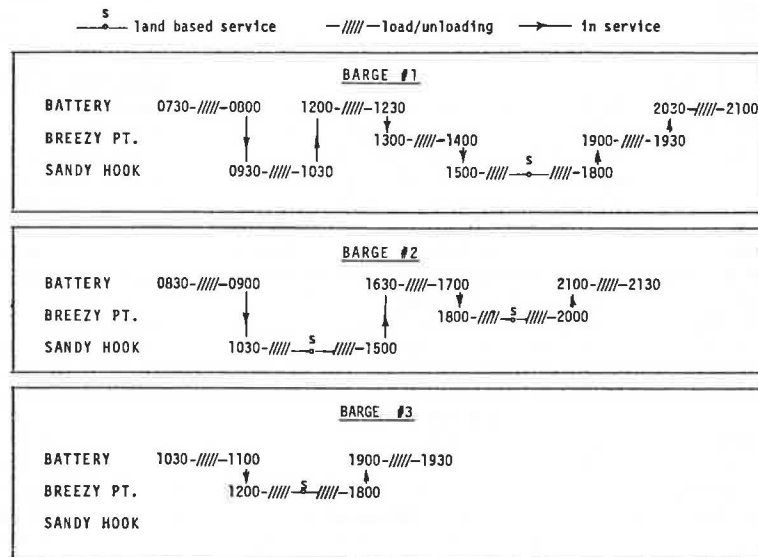 S
land based service -/////-load/unloading in service
BARGE #1
BATTERY 0730-/////-0800 1200-/////-1230 2030-/////-2100
BREEZY PT. 1300-/////-1400 1900-/////-1930
S
SANDY HOOK 0930-/////-1030 1500-///// /////-1800
BARGE #2
BATTERY 0830-/////-0900 1630-/////-1700 2100-/////-2130
BREEZY PT. 1800-///// S /////-2000
S
SANDY HOOK 1030-///// /////-1500
BARGE #3
BATTERY 1030-/////-1100 1900-/////-1930
BREEZY PT. 1200-///// S /////-1800
SANDY HOOK